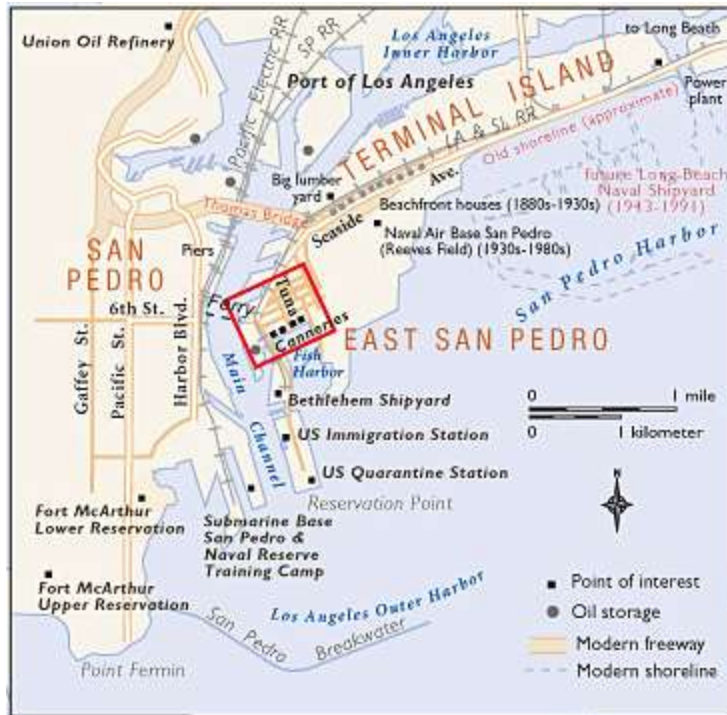 Union Oil Refinery
Pacific Electric RR
SP RR
Los Angeles
Inner Harbor
to Long Beath
Port of Los Angeles
Power
plant
TERMINAL ISLAND
LA & SL RR
Old shoreline (approximate)
Big lumber
yard
Seaside Ave.
future Long-Beach
Naval Shipyard
(1943-1991)
Thomas Bridge
Beachfront houses (1880s-1930s)
Naval Air Base San Pedro
(Reeves Field) (1930s-1980s)
SAN
PEDRO
Piers
San Pedro Harbor
6th St.
Ferry
Tuna
Canneries
EAST SAN PEDRO
Fish
Harbor
Gaffey St.
Pacific St.
Harbor Blvd.
Main Channel
Bethlehem Shipyard
0 1 mile
0 1 kilometer
US Immigration Station
US Quarantine Station
Reservation Point
N
Fort McArthur
Lower Reservation
Submarine Base
San Pedro &
Naval Reserve
Training Camp
Fort McArthur
Upper Reservation
Los Angeles Outer Harbor
San Pedro Breakwater
Point Fermin
Point of interest
Oil storage
Modern freeway
Modern shoreline